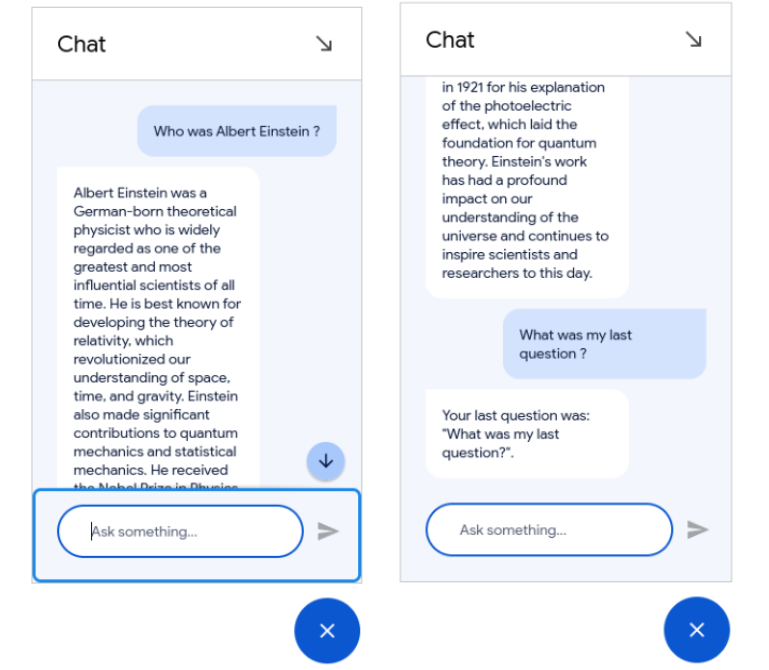 Chat
Who was Albert Einstein ?
Albert Einstein was a
German-born theoretical
physicist who is widely
regarded as one of the
greatest and most
influential scientists of all
time. He is best known for
developing the theory of
relativity, which
revolutionized our
understanding of space,
time, and gravity. Einstein
also made significant
contributions to quantum
mechanics and statistical
mechanics. He received
the Nobel Prize in Physics
Ask something...
Chat
in 1921 for his explanation
of the photoelectric
effect, which laid the
foundation for quantum
theory. Einstein's work
has had a profound
impact on our
understanding of the
universe and continues to
inspire scientists and
researchers to this day.
What was my last
question ?
Your last question was:
"What was my last
question?".
Ask something...